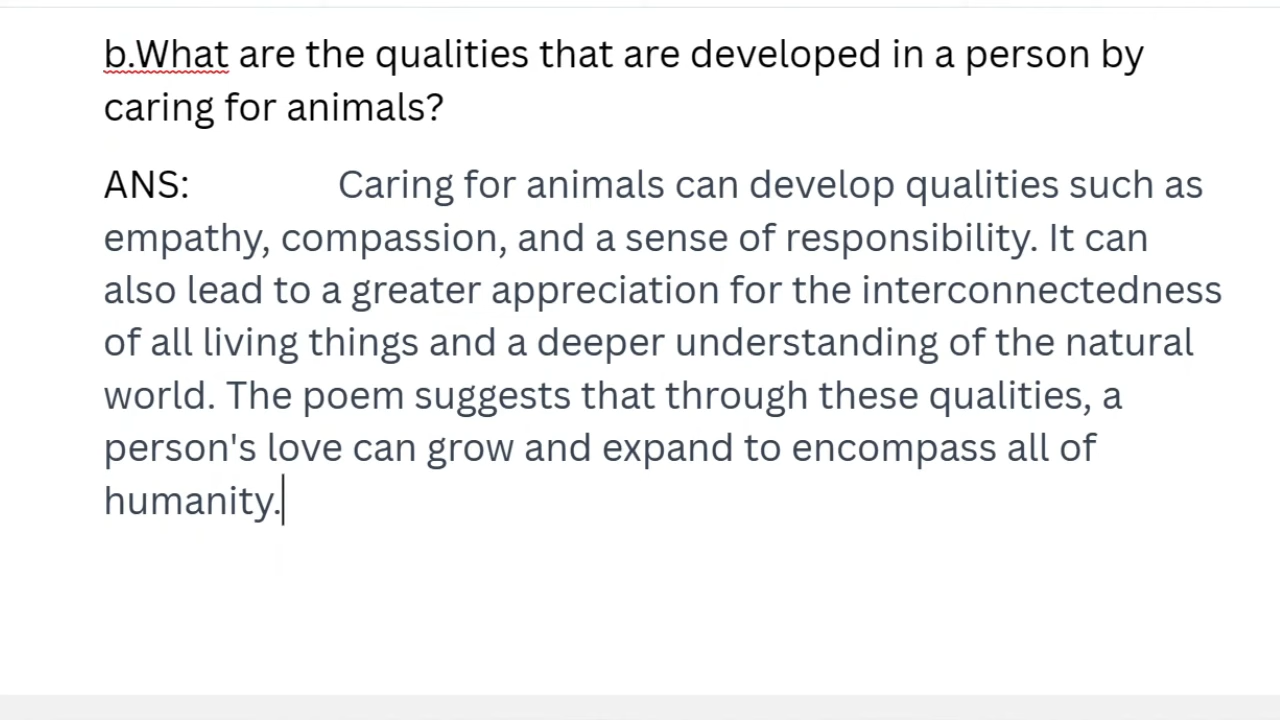 b.What are the qualities that are developed in a person by
caring for animals?
ANS: Caring for animals can develop qualities such as
empathy, compassion, and a sense of responsibility. It can
also lead to a greater appreciation for the interconnectedness
of all living things and a deeper understanding of the natural
world. The poem suggests that through these qualities, a
person's love can grow and expand to encompass all of
humanity.